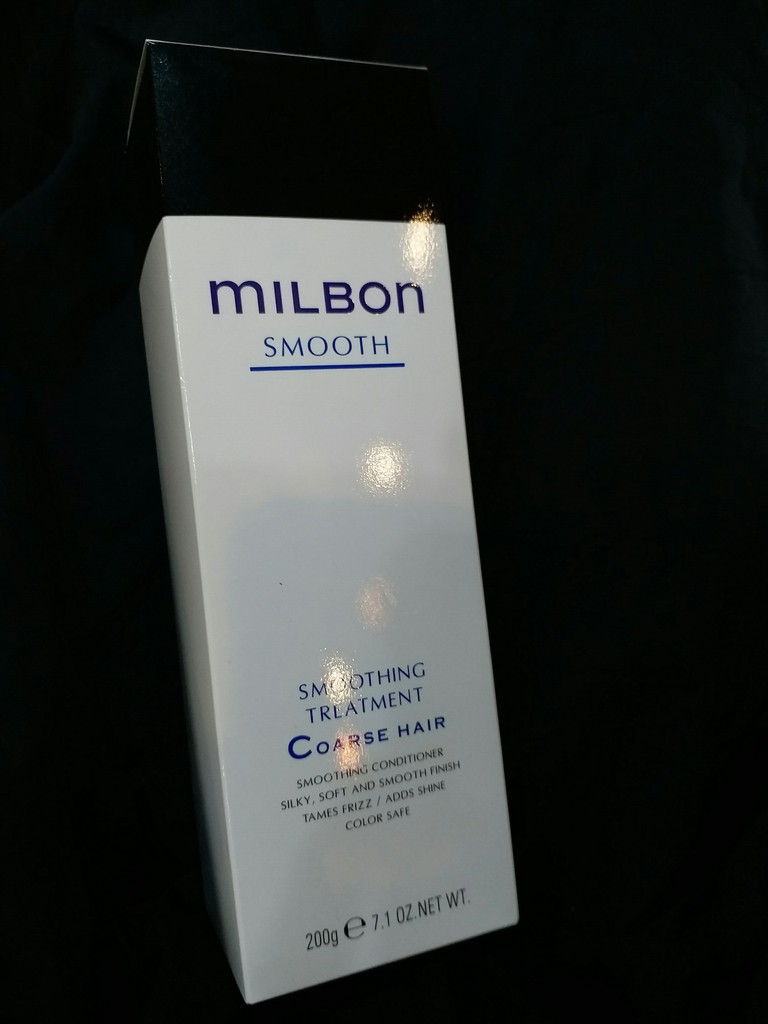 mILBon
SMOOTH
SMOOTHING
TREATMENT
COARSE HAIR
SMOOTHING CONDITIONER
SILKY, SOFT AND SMOOTH FINISH
TAMES FRIZZ / ADDS SHINE
COLOR SAFE
200g ℮ 7.1 OZ.NET WT.